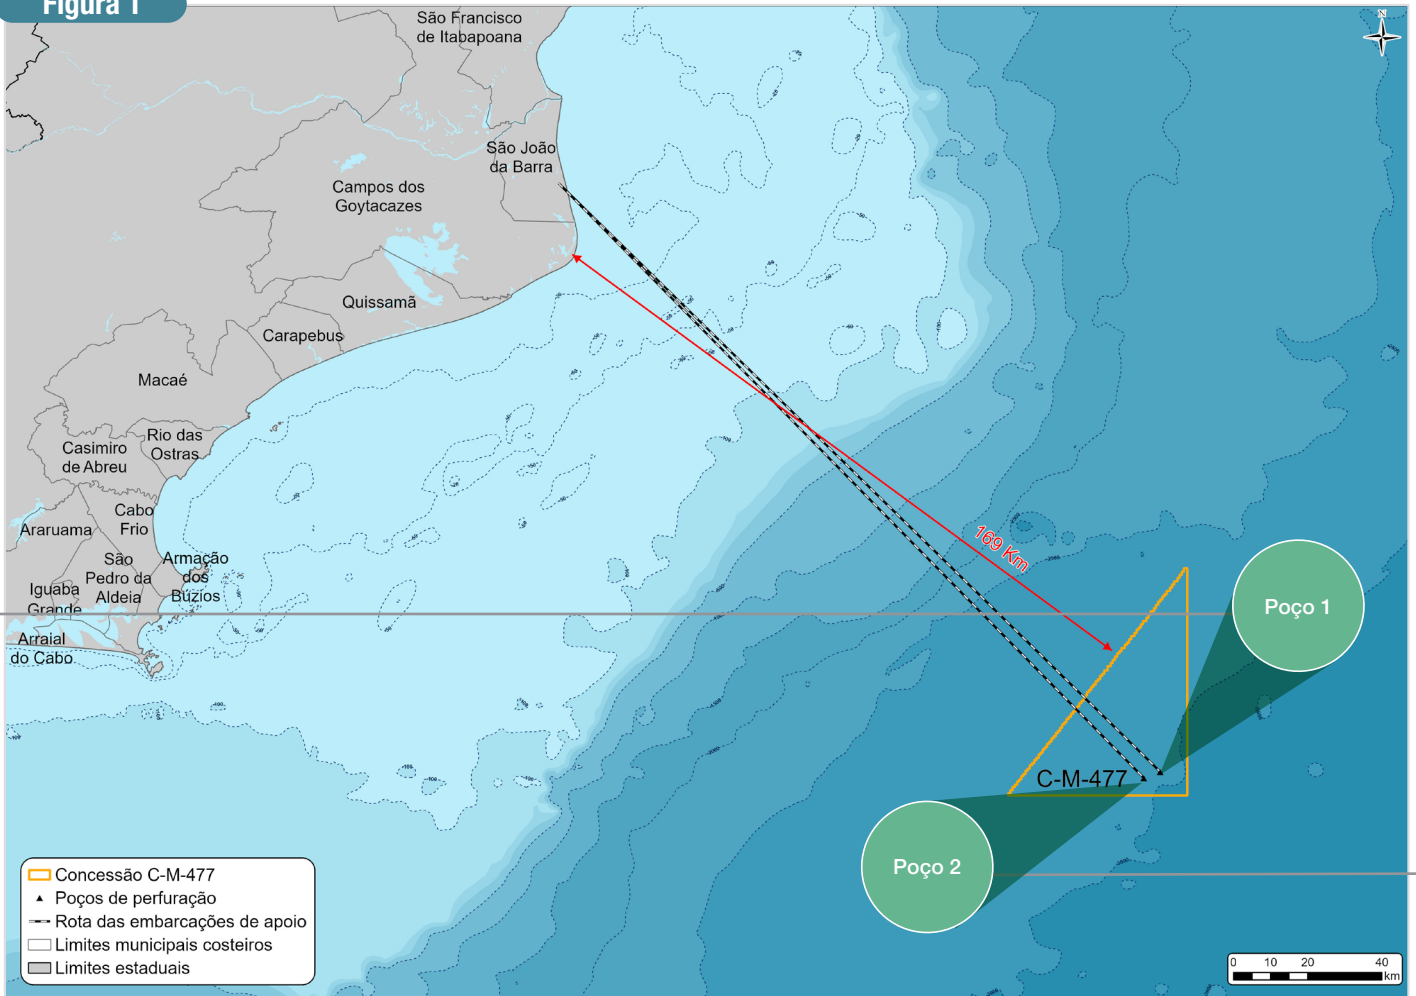 Figura 1
N
São Francisco
de Itabapoana
São João
da Barra
Campos dos
Goytacazes
Quissamã
Carapebus
Macaé
Rio das
Ostras
Casimiro
de Abreu
Cabo
Frio
Araruama
São
Pedro da
Aldeia
Armação
dos
Búzios
Iguaba
Grande
Arraial
do Cabo
169 Km
Poço 1
C-M-477
Poço 2
Concessão C-M-477
Poços de perfuração
Rota das embarcações de apoio
Limites municipais costeiros
Limites estaduais
0 10 20 40
km